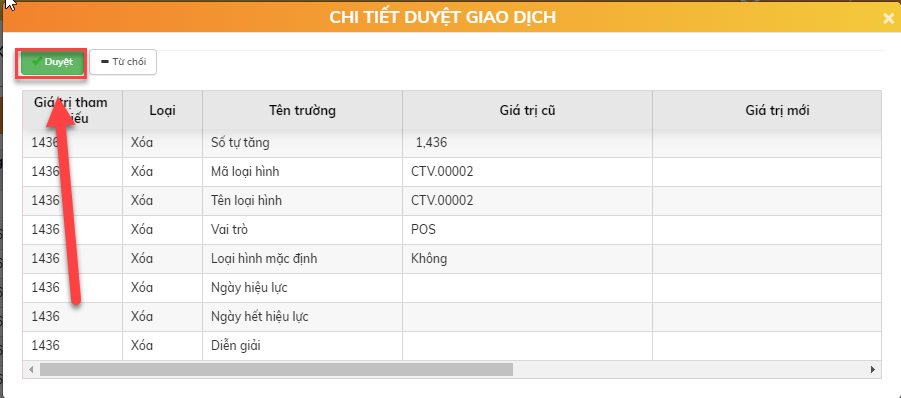 CHI TIẾT DUYỆT GIAO DỊCH
Duyệt Từ chối
Giá trị tham Loại Tên trường Giá trị cũ Giá trị mới
1436 Xóa Số tự tăng 1,436
1436 Xóa Mã loại hình CTV.00002
1436 Xóa Tên loại hình CTV.00002
1436 Xóa Vai trò POS
1436 Xóa Loại hình mặc định Không
1436 Xóa Ngày hiệu lực
1436 Xóa Ngày hết hiệu lực
1436 Xóa Diễn giải